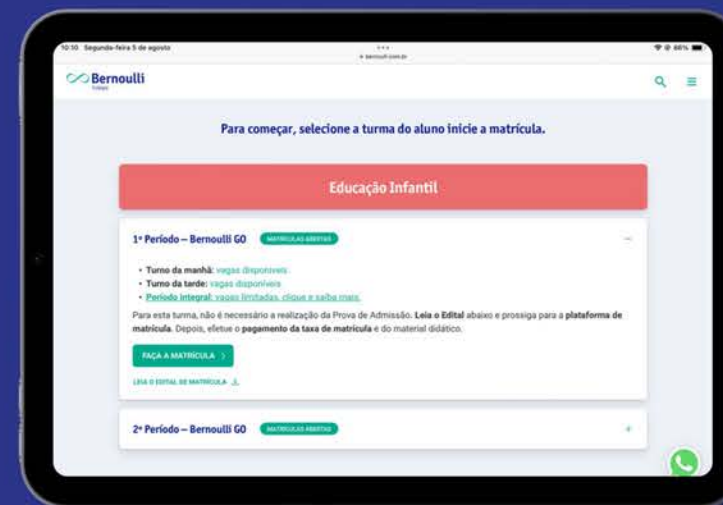 10:10 Segunda-feira 5 de agosto
86%
Bernoulli
Para começar, selecione a turma do aluno inicie a matrícula.
Educação Infantil
1º Período – Bernoulli GO MATRÍCULAS ABERTAS
• Turno da manhã: vagas disponíveis
• Turno da tarde: vagas disponíveis
• Período integral: vagas limitadas, clique e saiba mais.
Para esta turma, não é necessário a realização da Prova de Admissão. Leia o Edital abaixo e prossiga para a plataforma de
matrícula. Depois, efetue o pagamento da taxa de matrícula e do material didático.
FAÇA A MATRÍCULA
LEIA O EDITAL DE MATRÍCULA
2º Período – Bernoulli GO MATRÍCULAS ABERTAS